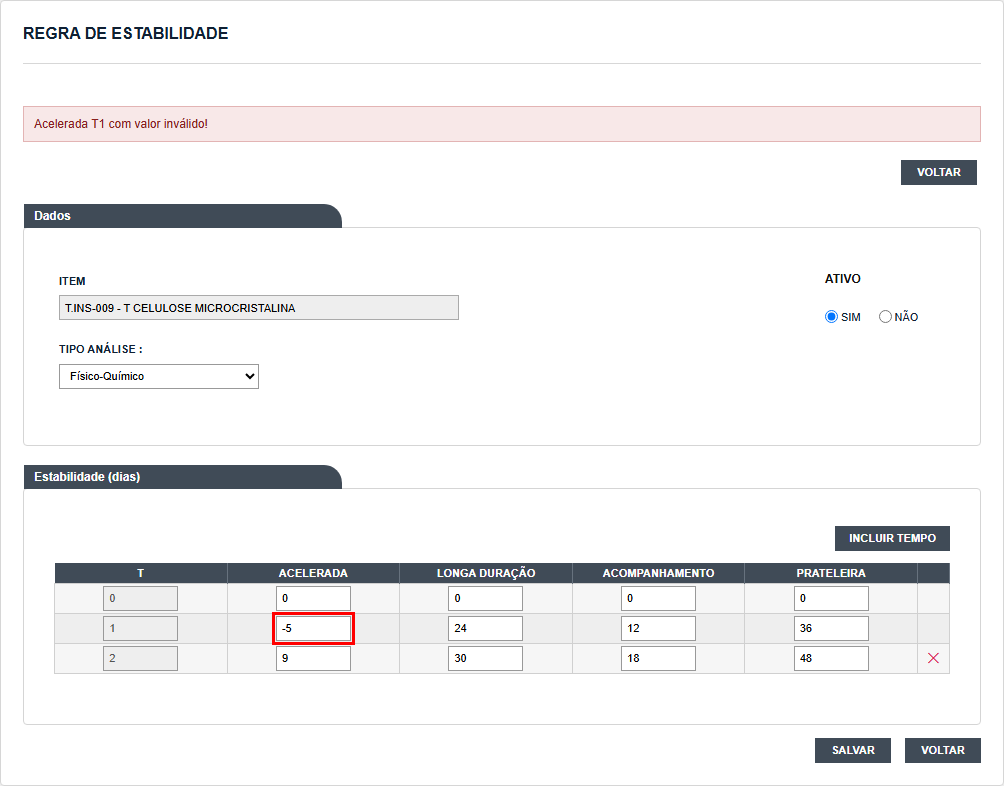 REGRA DE ESTABILIDADE
Acelerada T1 com valor inválido!
VOLTAR
Dados
ITEM
T.INS-009 - T CELULOSE MICROCRISTALINA
ATIVO
SIM NÃO
TIPO ANÁLISE :
Físico-Químico
Estabilidade (dias)
INCLUIR TEMPO
T ACELERADA LONGA DURAÇÃO ACOMPANHAMENTO PRATELEIRA
0 0 0 0 0
1 -5 24 12 36
2 9 30 18 48
SALVAR VOLTAR